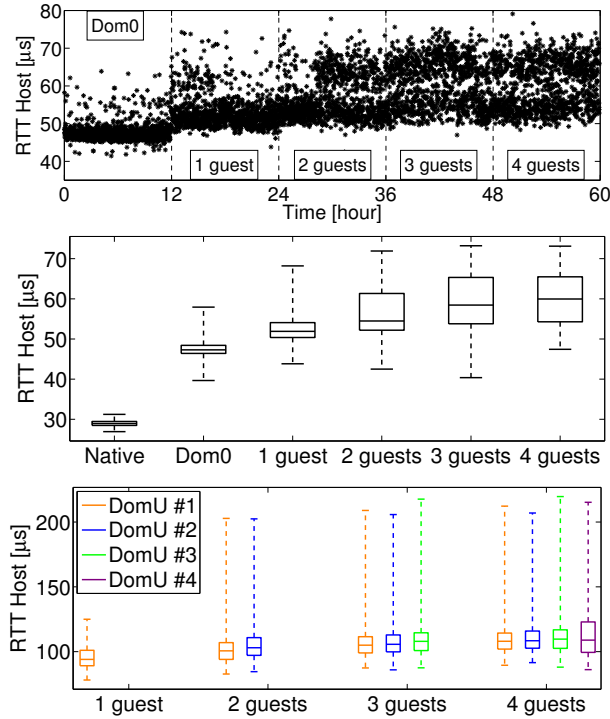 80
70
60
50
40
RTT Host [µs]
Dom0
1 guest
2 guests
3 guests
4 guests
0 12 24 36 48 60
Time [hour]
70
60
50
40
30
RTT Host [µs]
Native Dom0 1 guest 2 guests 3 guests 4 guests
200
150
100
RTT Host [µs]
DomU #1
DomU #2
DomU #3
DomU #4
1 guest 2 guests 3 guests 4 guests